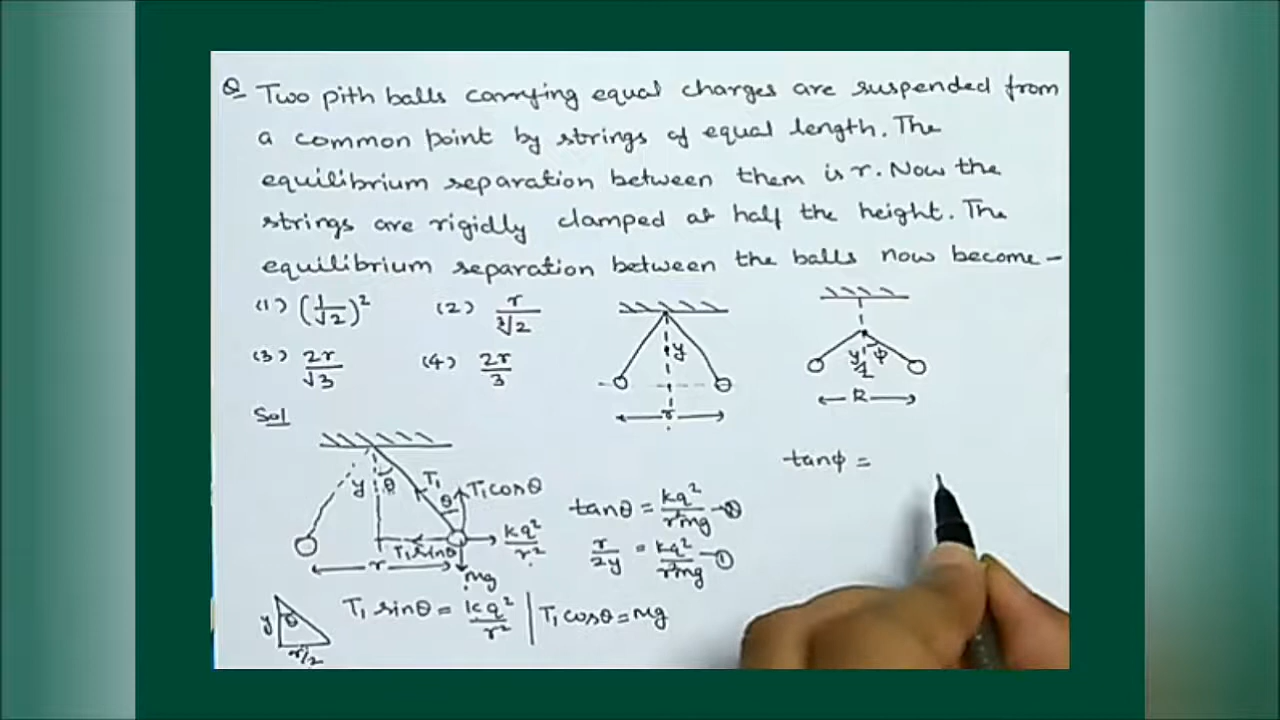 Q Two pith balls carrying equal charges are suspended from
a common point by strings of equal length. The
equilibrium separation between them is r. Now the
strings are rigidly clamped at half the height. The
equilibrium separation between the balls now become -
(1) (1/√2)² (2) r/∛2
(3) 2r/√3 (4) 2r/3
y
r
y/2 φ
R
Sol
y θ T₁ θ T₁cosθ
T₁sinθ kq²/r²
r
mg
tanθ = kq²/r²mg
r/2y = kq²/r²mg –①
tanφ =
y θ
r/2
T₁ sinθ = kq²/r² | T₁ cosθ = mg